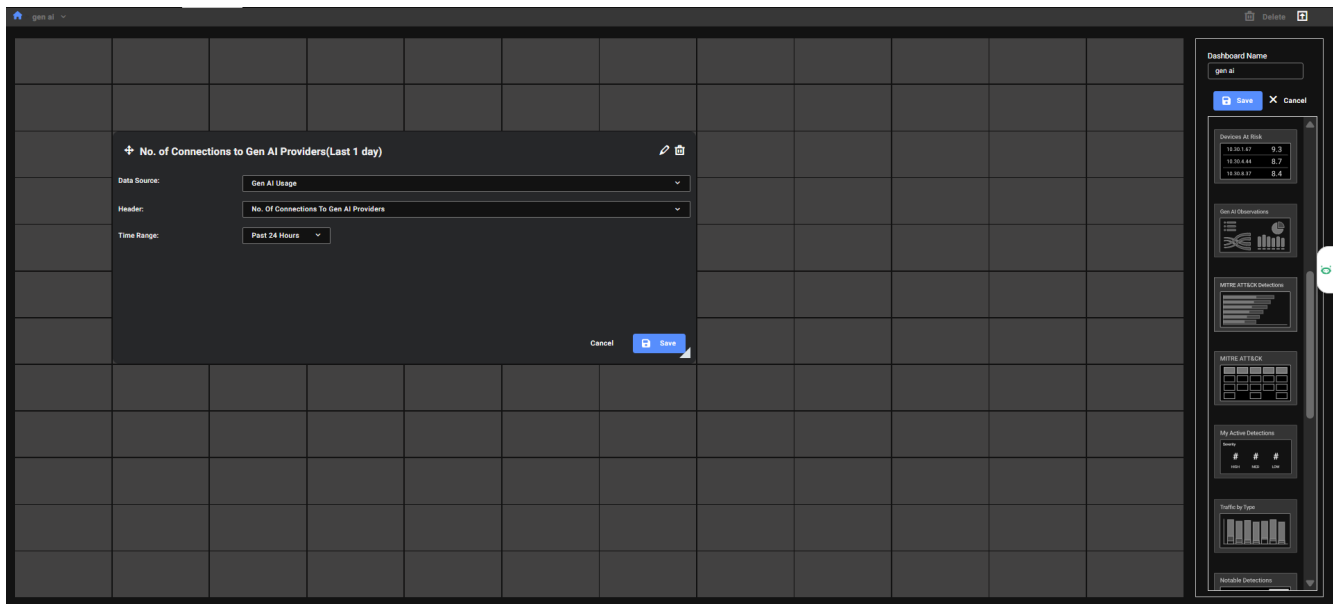 gen ai
Delete
Dashboard Name
gen ai
Save
Cancel
No. of Connections to Gen AI Providers(Last 1 day)
Data Source:
Gen AI Usage
Header:
No. Of Connections To Gen AI Providers
Time Range:
Past 24 Hours
Cancel
Save
Devices At Risk
10.30.1.67 9.3
10.30.4.44 8.7
10.30.8.37 8.4
Gen AI Observations
MITRE ATT&CK Detections
MITRE ATT&CK
My Active Detections
Severity
# # #
HIGH MED LOW
Traffic by Type
Notable Detections